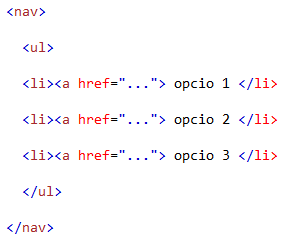 <nav>
<ul>
<li><a href="..."> opcio 1 </li>
<li><a href="..."> opcio 2 </li>
<li><a href="..."> opcio 3 </li>
</ul>
</nav>